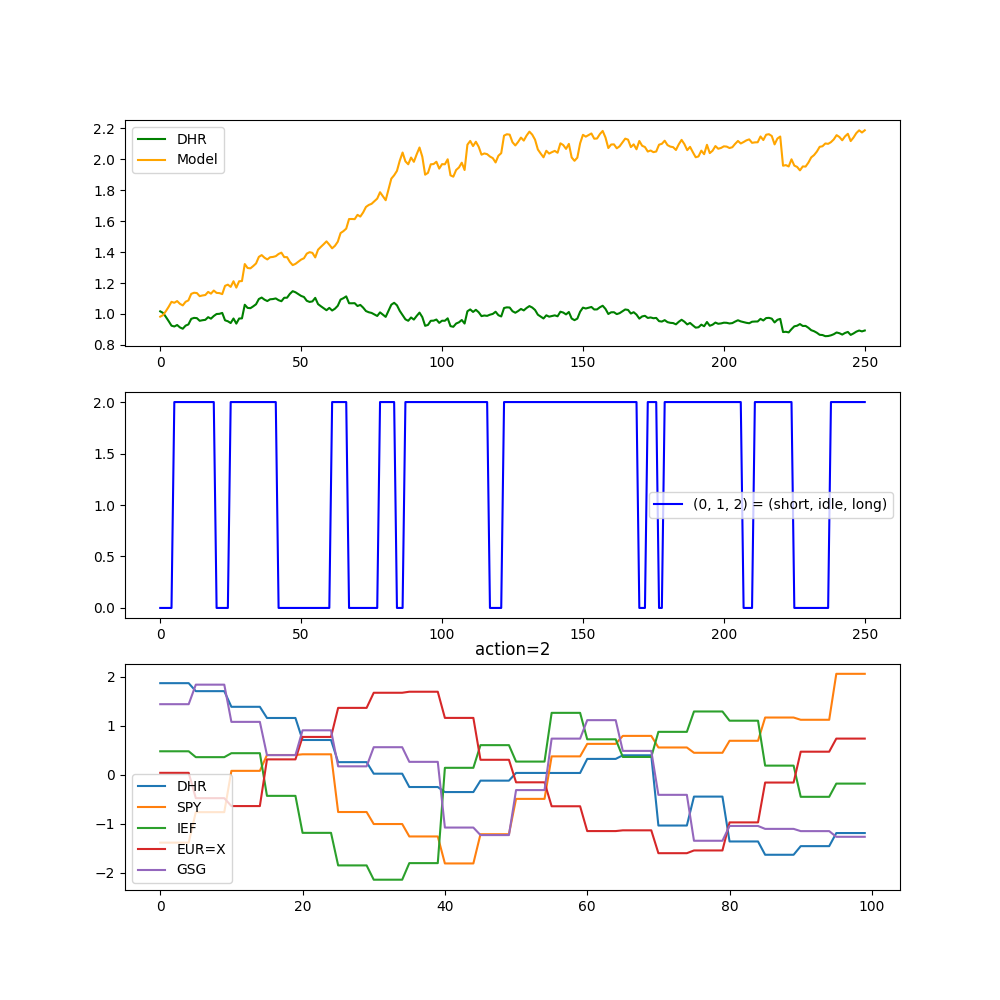 2.2
2.0
1.8
1.6
1.4
1.2
1.0
0.8
DHR
Model
0 50 100 150 200 250
2.0
1.5
1.0
0.5
0.0
(0, 1, 2) = (short, idle, long)
0 50 100 150 200 250
action=2
2
1
0
−1
−2
DHR
SPY
IEF
EUR=X
GSG
0 20 40 60 80 100